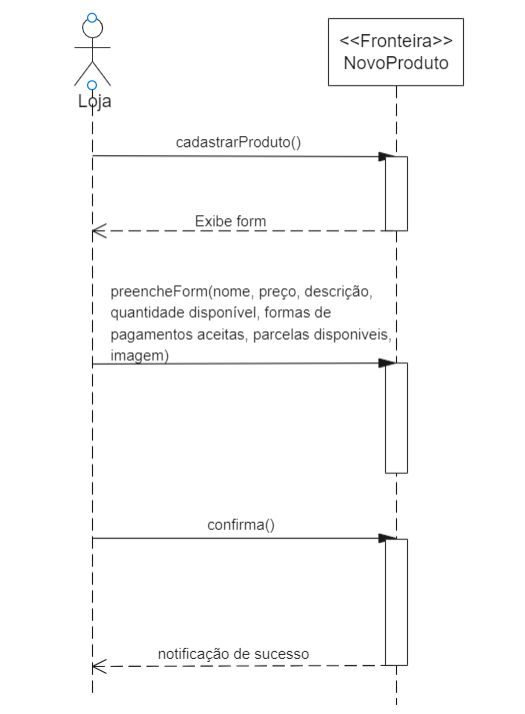 <<Fronteira>>
NovoProduto
Loja
cadastrarProduto()
Exibe form
preencheForm(nome, preço, descrição,
quantidade disponível, formas de
pagamentos aceitas, parcelas disponiveis,
imagem)
confirma()
notificação de sucesso